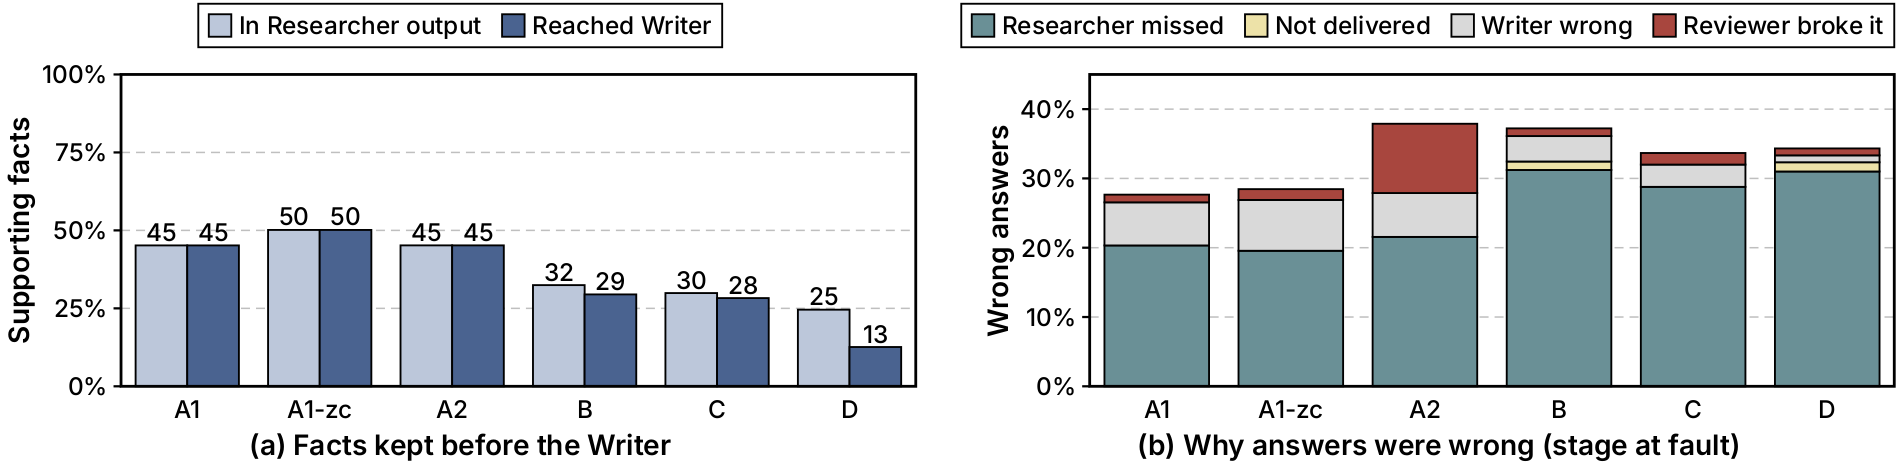 In Researcher output Reached Writer
100%
75%
50%
25%
0%
Supporting facts
45 45 50 50 45 45 32 29 30 28 25 13
A1 A1-zc A2 B C D
(a) Facts kept before the Writer
Researcher missed Not delivered Writer wrong Reviewer broke it
40%
30%
20%
10%
0%
Wrong answers
A1 A1-zc A2 B C D
(b) Why answers were wrong (stage at fault)